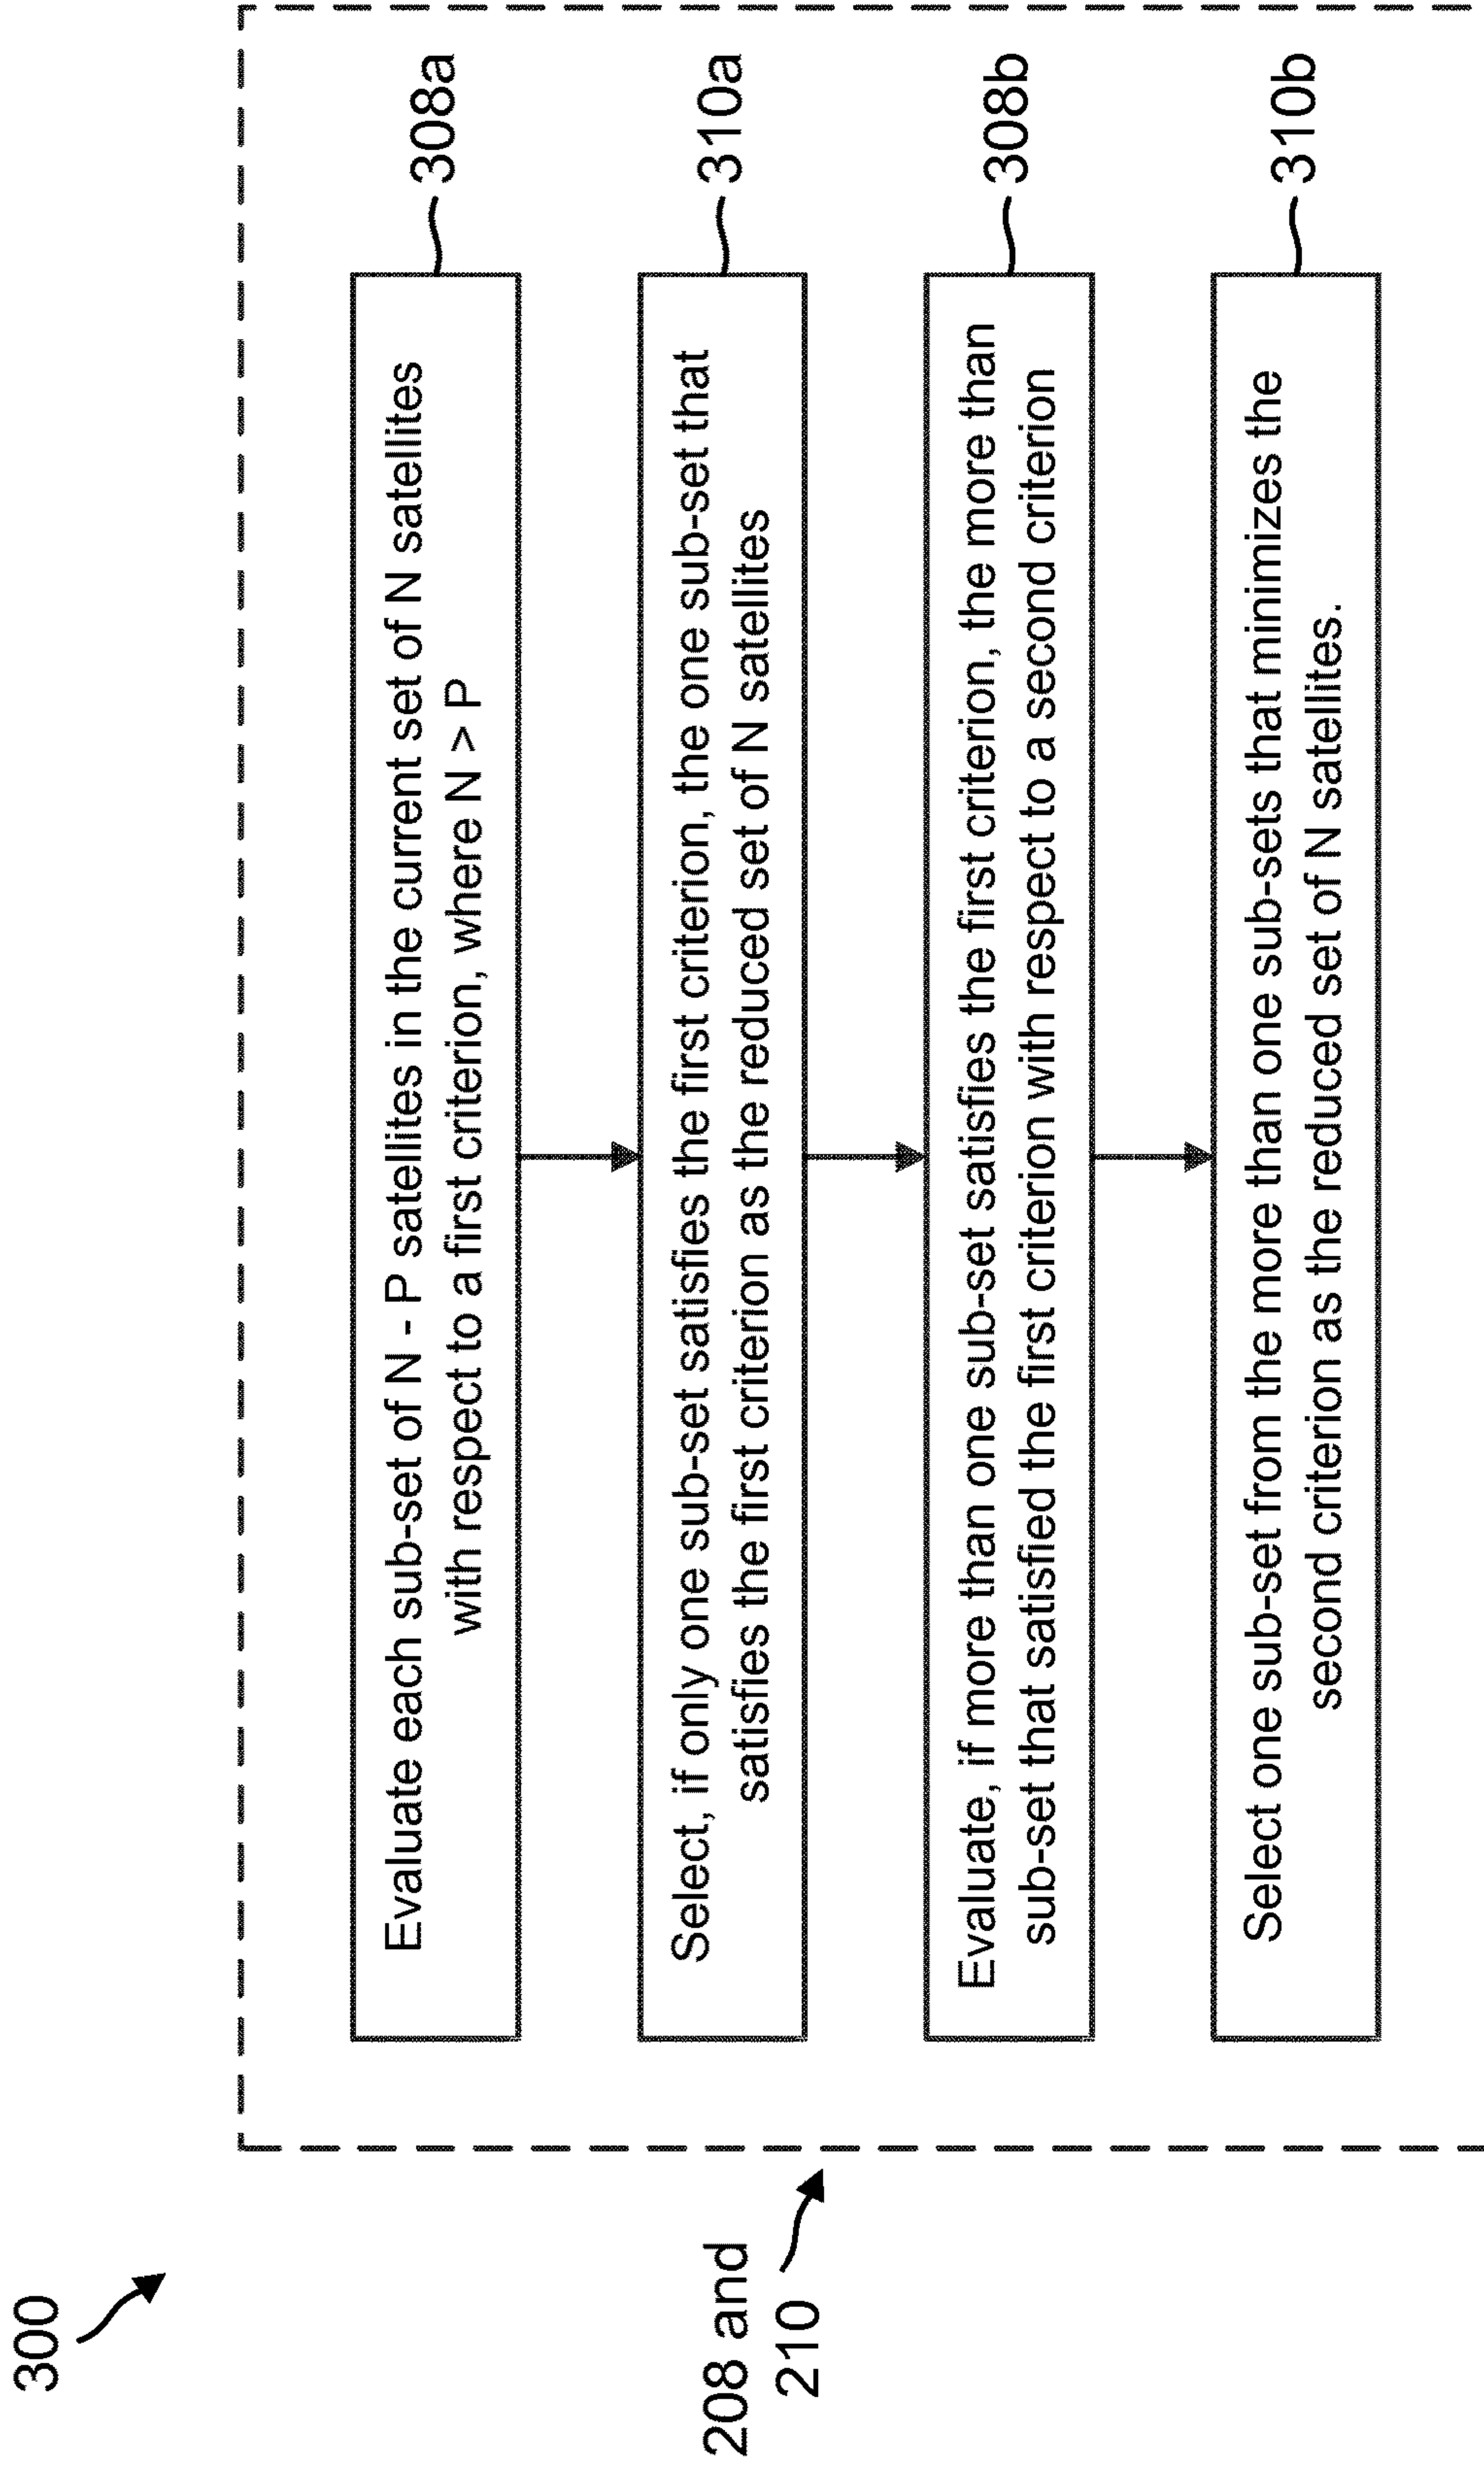 300
208 and
210
Evaluate each sub-set of N - P satellites in the current set of N satellites
with respect to a first criterion, where N > P
308a
Select, if only one sub-set satisfies the first criterion, the one sub-set that
satisfies the first criterion as the reduced set of N satellites
310a
Evaluate, if more than one sub-set satisfies the first criterion, the more than
sub-set that satisfied the first criterion with respect to a second criterion
308b
Select one sub-set from the more than one sub-sets that minimizes the
second criterion as the reduced set of N satellites.
310b